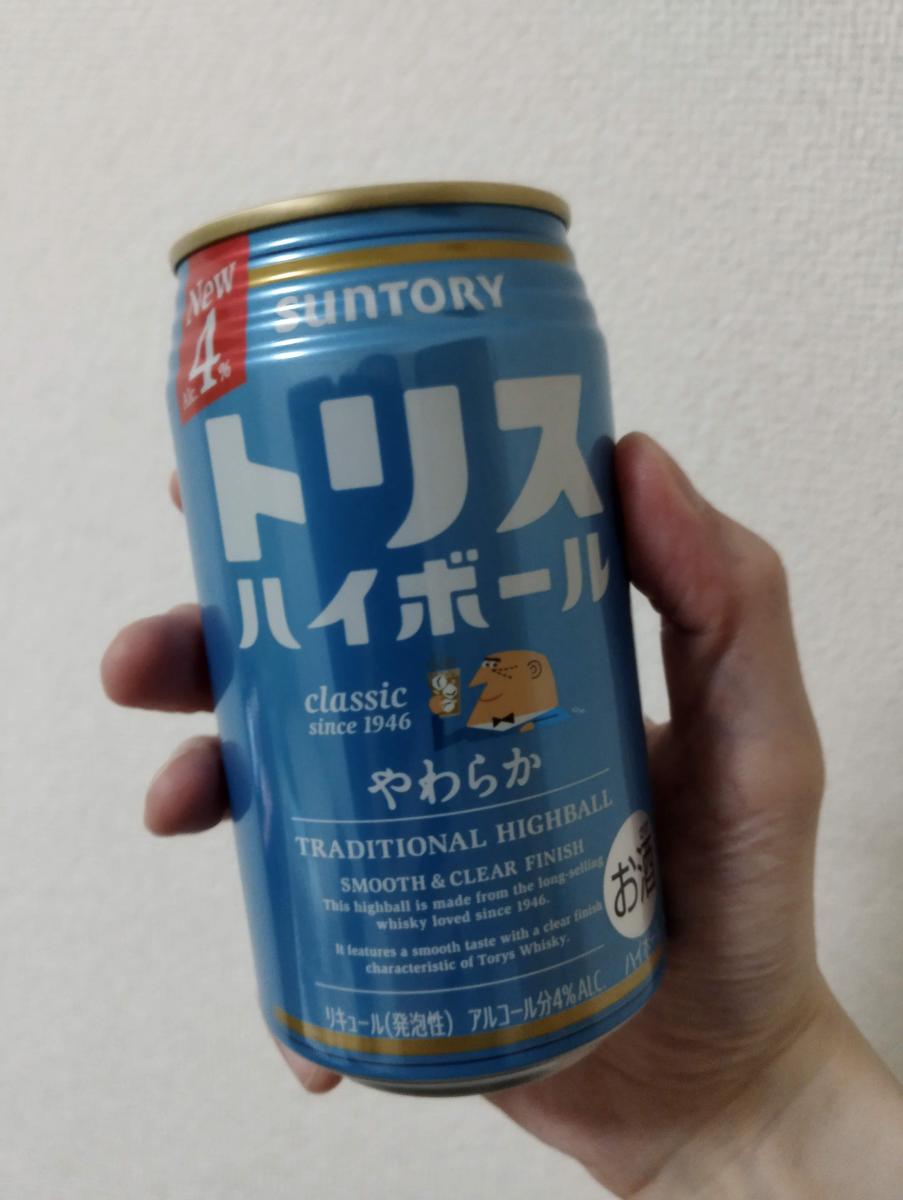 New
Alc. 4%
SUNTORY
トリス
ハイボール
classic
since 1946
やわらか
TRADITIONAL HIGHBALL
SMOOTH & CLEAR FINISH
This highball is made from the long-selling
whisky loved since 1946.
It features a smooth taste with a clear finish
characteristic of Torys Whisky.
お酒
リキュール(発泡性) アルコール分4%ALC.